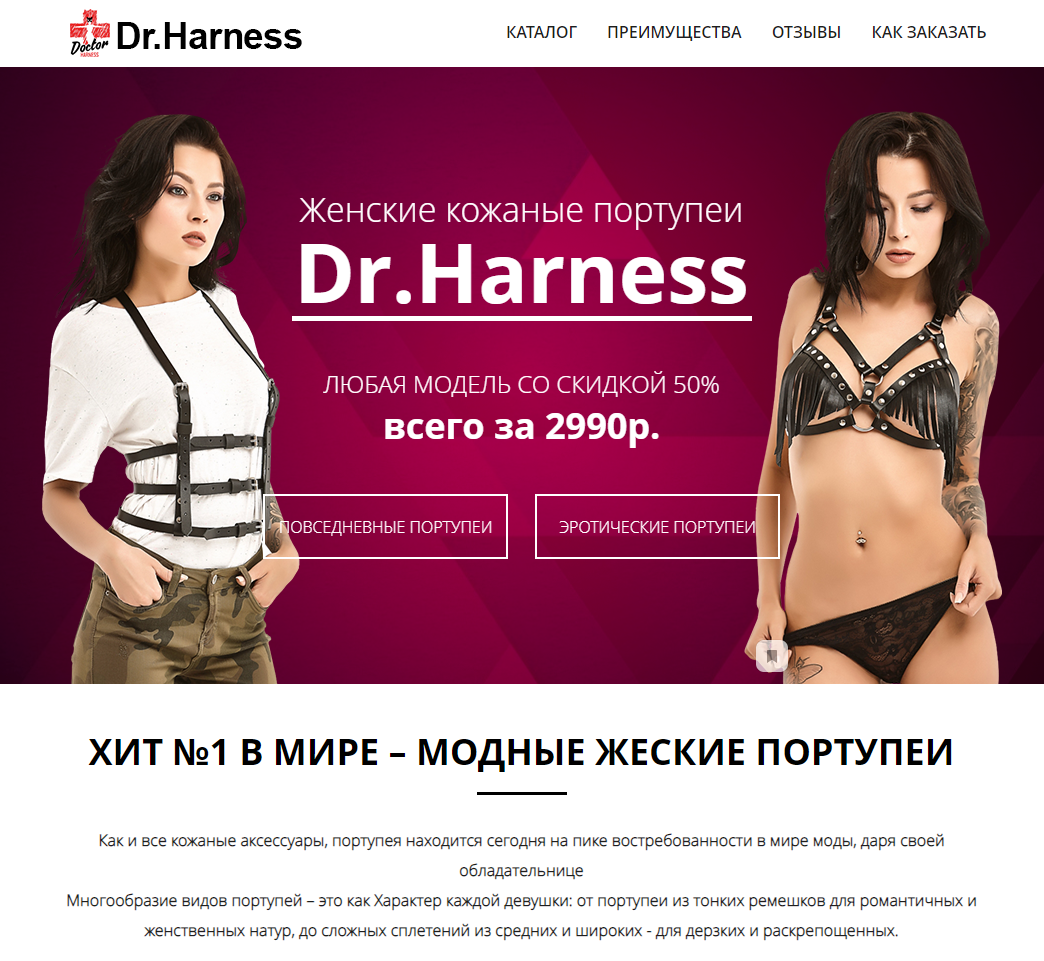 Doctor
HARNESS
Dr.Harness
КАТАЛОГ ПРЕИМУЩЕСТВА ОТЗЫВЫ КАК ЗАКАЗАТЬ
Женские кожаные портупеи
Dr.Harness
ЛЮБАЯ МОДЕЛЬ СО СКИДКОЙ 50%
всего за 2990р.
ПОВСЕДНЕВНЫЕ ПОРТУПЕИ ЭРОТИЧЕСКИЕ ПОРТУПЕИ
ХИТ №1 В МИРЕ – МОДНЫЕ ЖЕСКИЕ ПОРТУПЕИ
Как и все кожаные аксессуары, портупея находится сегодня на пике востребованности в мире моды, даря своей
обладательнице
Многообразие видов портупей – это как Характер каждой девушки: от портупеи из тонких ремешков для романтичных и
женственных натур, до сложных сплетений из средних и широких - для дерзких и раскрепощенных.